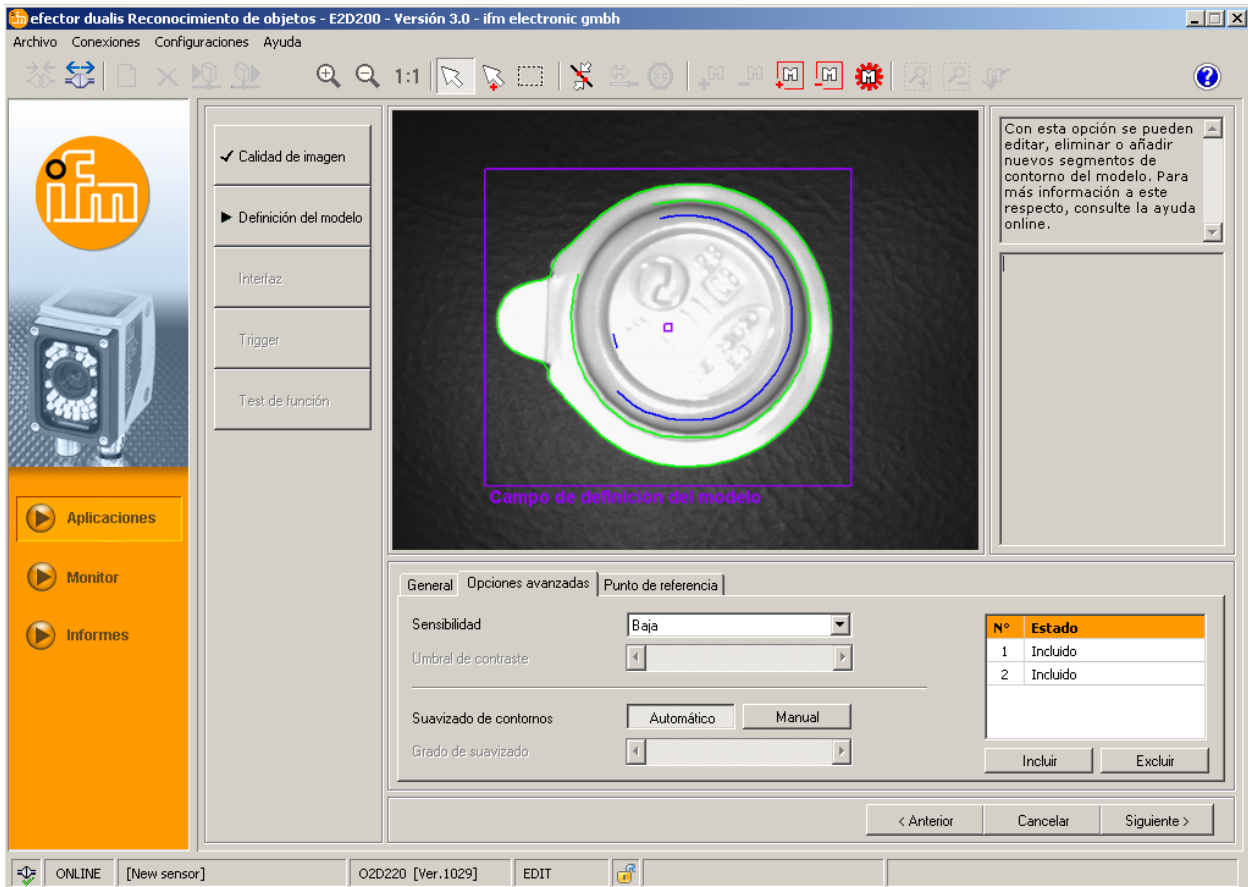 efector dualis Reconocimiento de objetos - E2D200 - Versión 3.0 - ifm electronic gmbh
Archivo Conexiones Configuraciones Ayuda
1:1
ifm
Calidad de imagen
Definición del modelo
Interfaz
Trigger
Test de función
Campo de definición del modelo
Con esta opción se pueden
editar, eliminar o añadir
nuevos segmentos de
contorno del modelo. Para
más información a este
respecto, consulte la ayuda
online.
Aplicaciones
Monitor
Informes
General Opciones avanzadas Punto de referencia
Sensibilidad Baja
Umbral de contraste
Suavizado de contornos Automático Manual
Grado de suavizado
N° Estado
1 Incluido
2 Incluido
Incluir Excluir
< Anterior Cancelar Siguiente >
ONLINE [New sensor] O2D220 [Ver.1029] EDIT